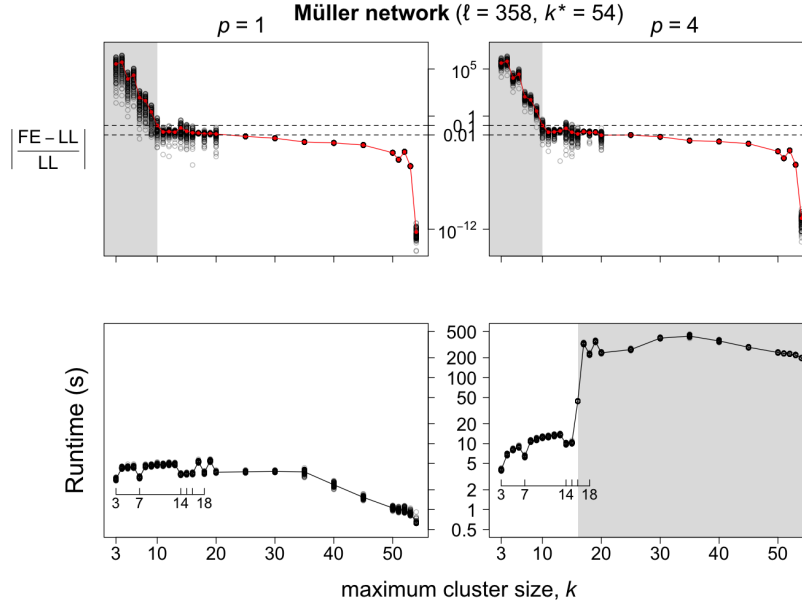 Müller network (ℓ = 358, k* = 54)
p = 1
p = 4
|FE − LL / LL|
10^5
0.1
0.1
0.01
10^−12
Runtime (s)
500
200
100
50
20
10
5
2
1
0.5
3 7 14 18
3 7 14 18
3 10 20 30 40 50
3 10 20 30 40 50
maximum cluster size, k